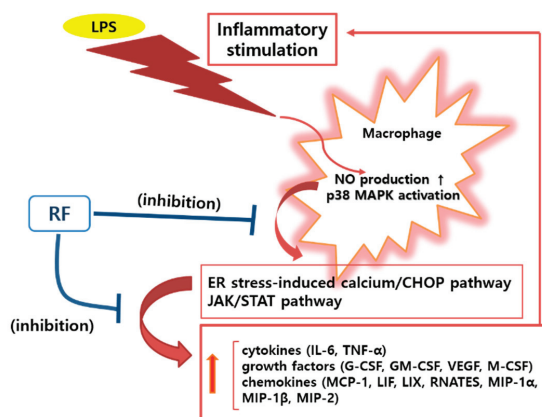 LPS
Inflammatory
stimulation
Macrophage
NO production ↑
p38 MAPK activation
(inhibition)
RF
(inhibition)
ER stress-induced calcium/CHOP pathway
JAK/STAT pathway
cytokines (IL-6, TNF-α)
growth factors (G-CSF, GM-CSF, VEGF, M-CSF)
chemokines (MCP-1, LIF, LIX, RNATES, MIP-1α,
MIP-1β, MIP-2)